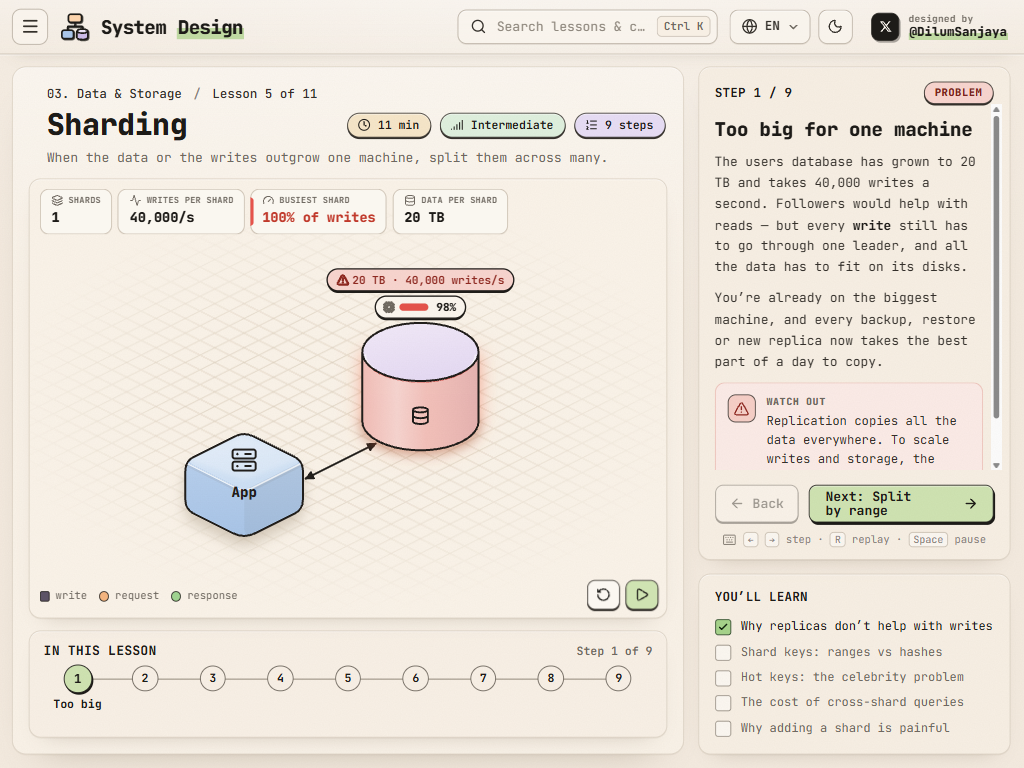 System Design
Search lessons & c… Ctrl K
EN
designed by
@DilumSanjaya
03. Data & Storage / Lesson 5 of 11
Sharding
11 min
Intermediate
9 steps
When the data or the writes outgrow one machine, split them across many.
SHARDS
1
WRITES PER SHARD
40,000/s
BUSIEST SHARD
100% of writes
DATA PER SHARD
20 TB
20 TB · 40,000 writes/s
98%
App
write
request
response
IN THIS LESSON
Step 1 of 9
1 2 3 4 5 6 7 8 9
Too big
STEP 1 / 9
PROBLEM
Too big for one machine
The users database has grown to 20
TB and takes 40,000 writes a
second. Followers would help with
reads — but every write still has
to go through one leader, and all
the data has to fit on its disks.
You’re already on the biggest
machine, and every backup, restore
or new replica now takes the best
part of a day to copy.
WATCH OUT
Replication copies all the
data everywhere. To scale
writes and storage, the
← Back
Next: Split
by range →
← → step · R replay · Space pause
YOU’LL LEARN
Why replicas don’t help with writes
Shard keys: ranges vs hashes
Hot keys: the celebrity problem
The cost of cross-shard queries
Why adding a shard is painful